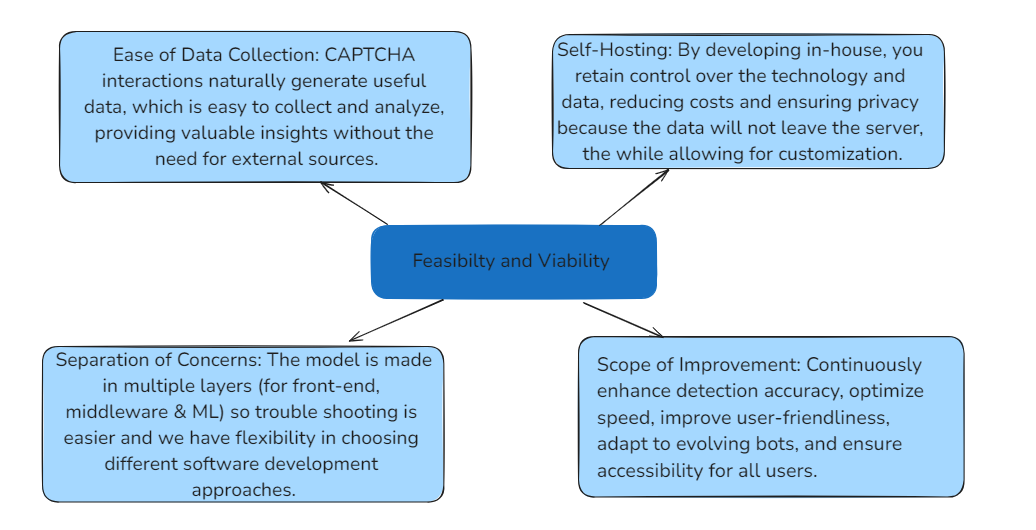 Ease of Data Collection: CAPTCHA
interactions naturally generate useful
data, which is easy to collect and analyze,
providing valuable insights without the
need for external sources.
Self-Hosting: By developing in-house, you
retain control over the technology and
data, reducing costs and ensuring privacy
because the data will not leave the server,
the while allowing for customization.
Feasibilty and Viability
Separation of Concerns: The model is made
in multiple layers (for front-end,
middleware & ML) so trouble shooting is
easier and we have flexibility in choosing
different software development
approaches.
Scope of Improvement: Continuously
enhance detection accuracy, optimize
speed, improve user-friendliness,
adapt to evolving bots, and ensure
accessibility for all users.